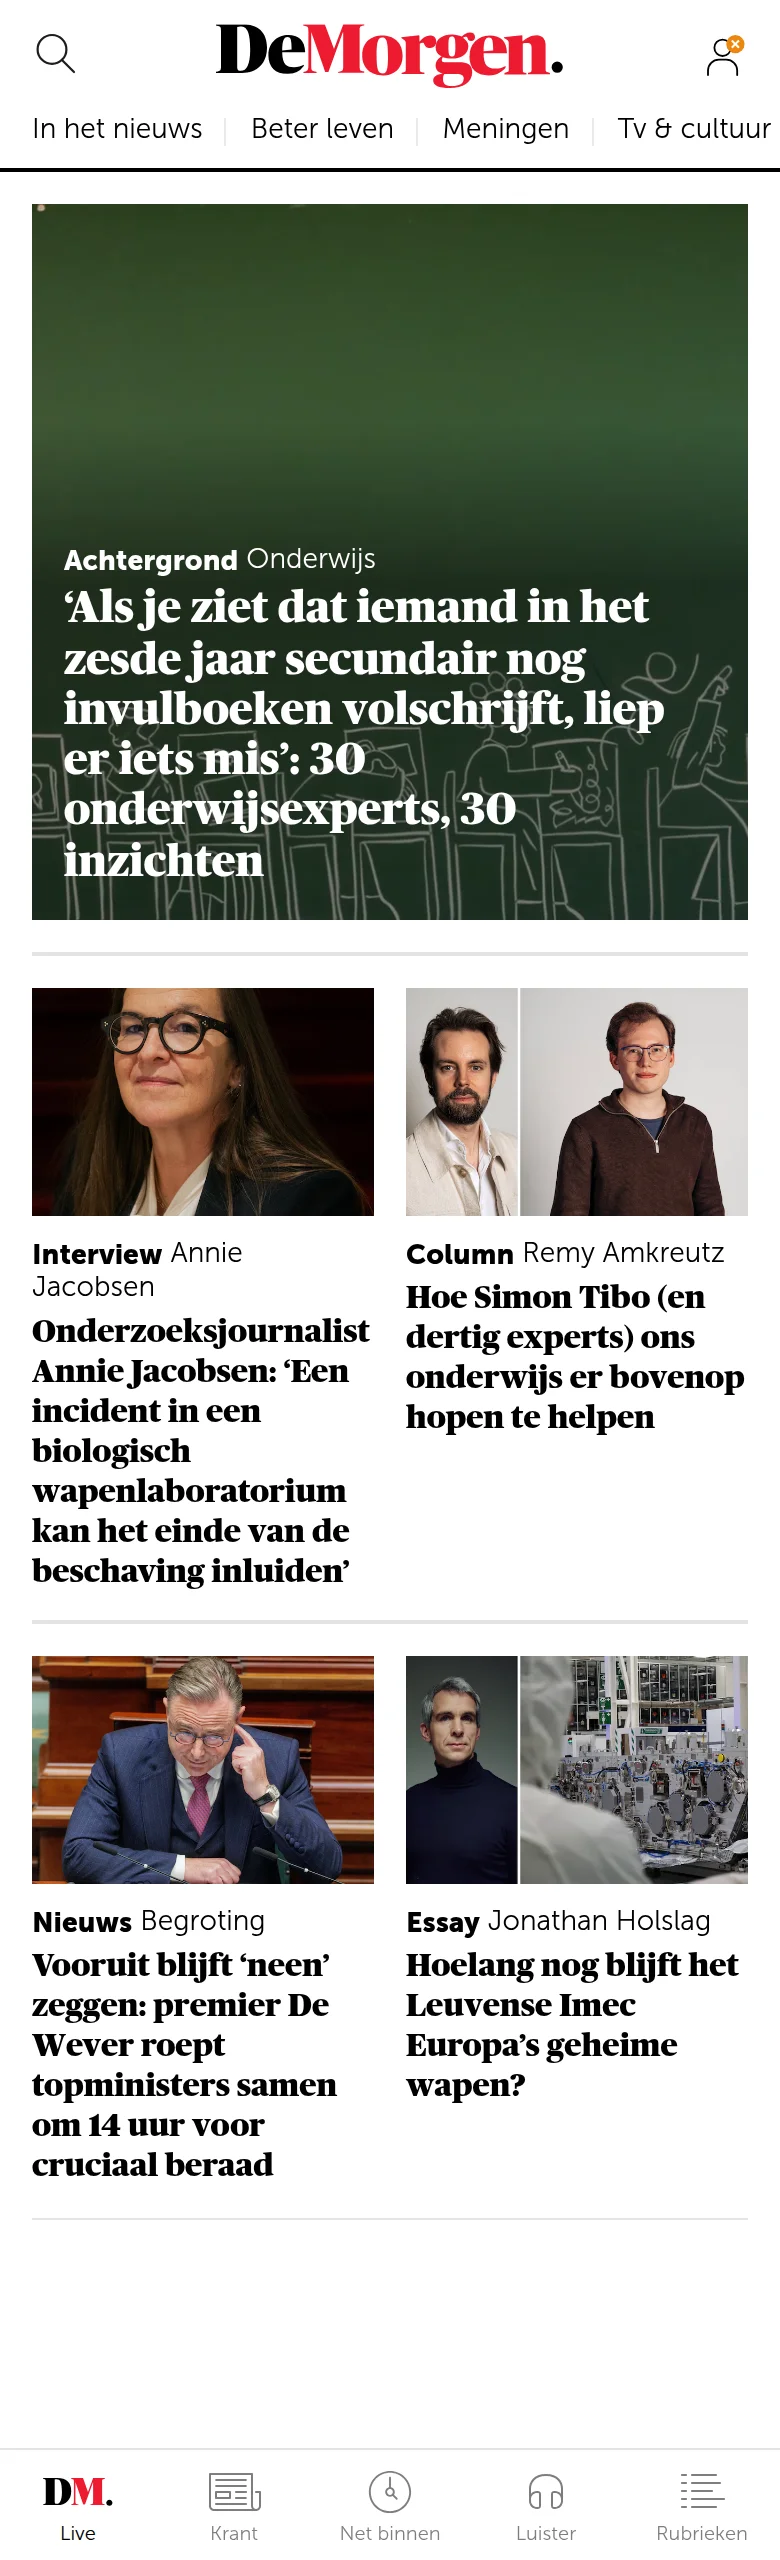 DeMorgen.
In het nieuws
Beter leven
Meningen
Tv & cultuur
Achtergrond Onderwijs
‘Als je ziet dat iemand in het
zesde jaar secundair nog
invulboeken volschrijft, liep
er iets mis’: 30
onderwijsexperts, 30
inzichten
Interview Annie
Jacobsen
Onderzoeksjournalist
Annie Jacobsen: ‘Een
incident in een
biologisch
wapenlaboratorium
kan het einde van de
beschaving inluiden’
Column Remy Amkreutz
Hoe Simon Tibo (en
dertig experts) ons
onderwijs er bovenop
hopen te helpen
Nieuws Begroting
Vooruit blijft ‘neen’
zeggen: premier De
Wever roept
topministers samen
om 14 uur voor
cruciaal beraad
Essay Jonathan Holslag
Hoelang nog blijft het
Leuvense Imec
Europa’s geheime
wapen?
DM.
Live
Krant
Net binnen
Luister
Rubrieken